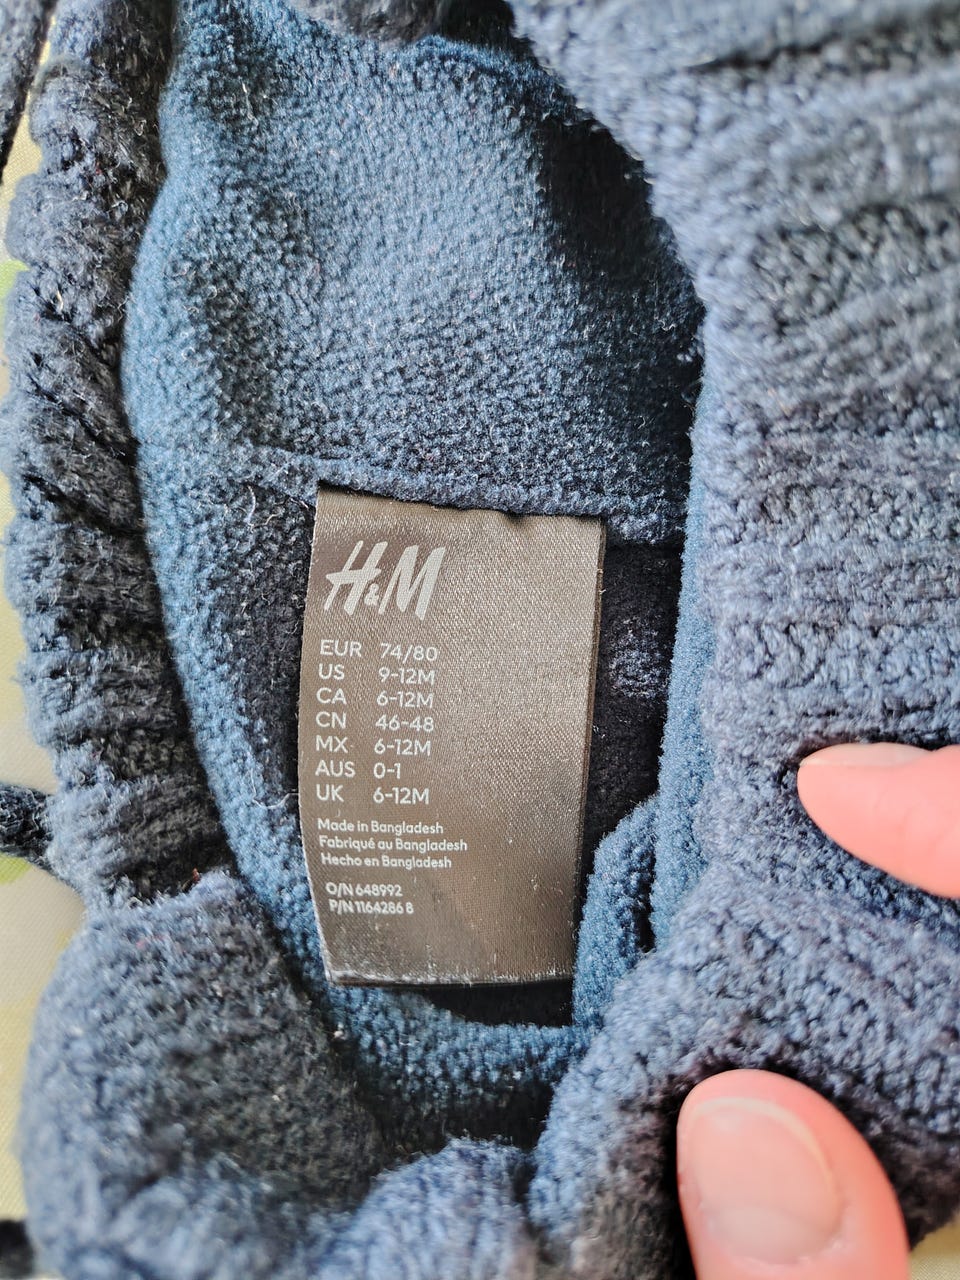 H&M
EUR 74/80
US 9-12M
CA 6-12M
CN 46-48
MX 6-12M
AUS 0-1
UK 6-12M
Made in Bangladesh
Fabriqué au Bangladesh
Hecho en Bangladesh
O/N 648992
P/N 1164286 8